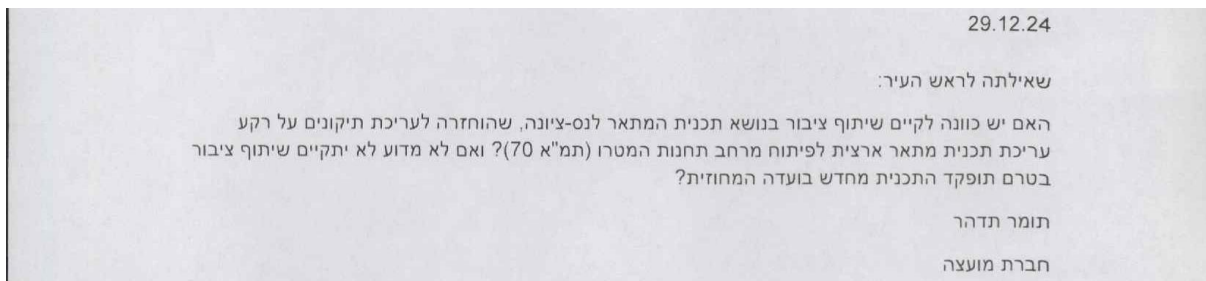 29.12.24
שאילתה לראש העיר:
האם יש כוונה לקיים שיתוף ציבור בנושא תכנית המתאר לנס-ציונה, שהוחזרה לעריכת תיקונים על רקע
עריכת תכנית מתאר ארצית לפיתוח מרחב תחנות המטרו (תמ"א 70)? ואם לא מדוע לא יתקיים שיתוף ציבור
בטרם תופקד התכנית מחדש בועדה המחוזית?
תומר תדהר
חברת מועצה